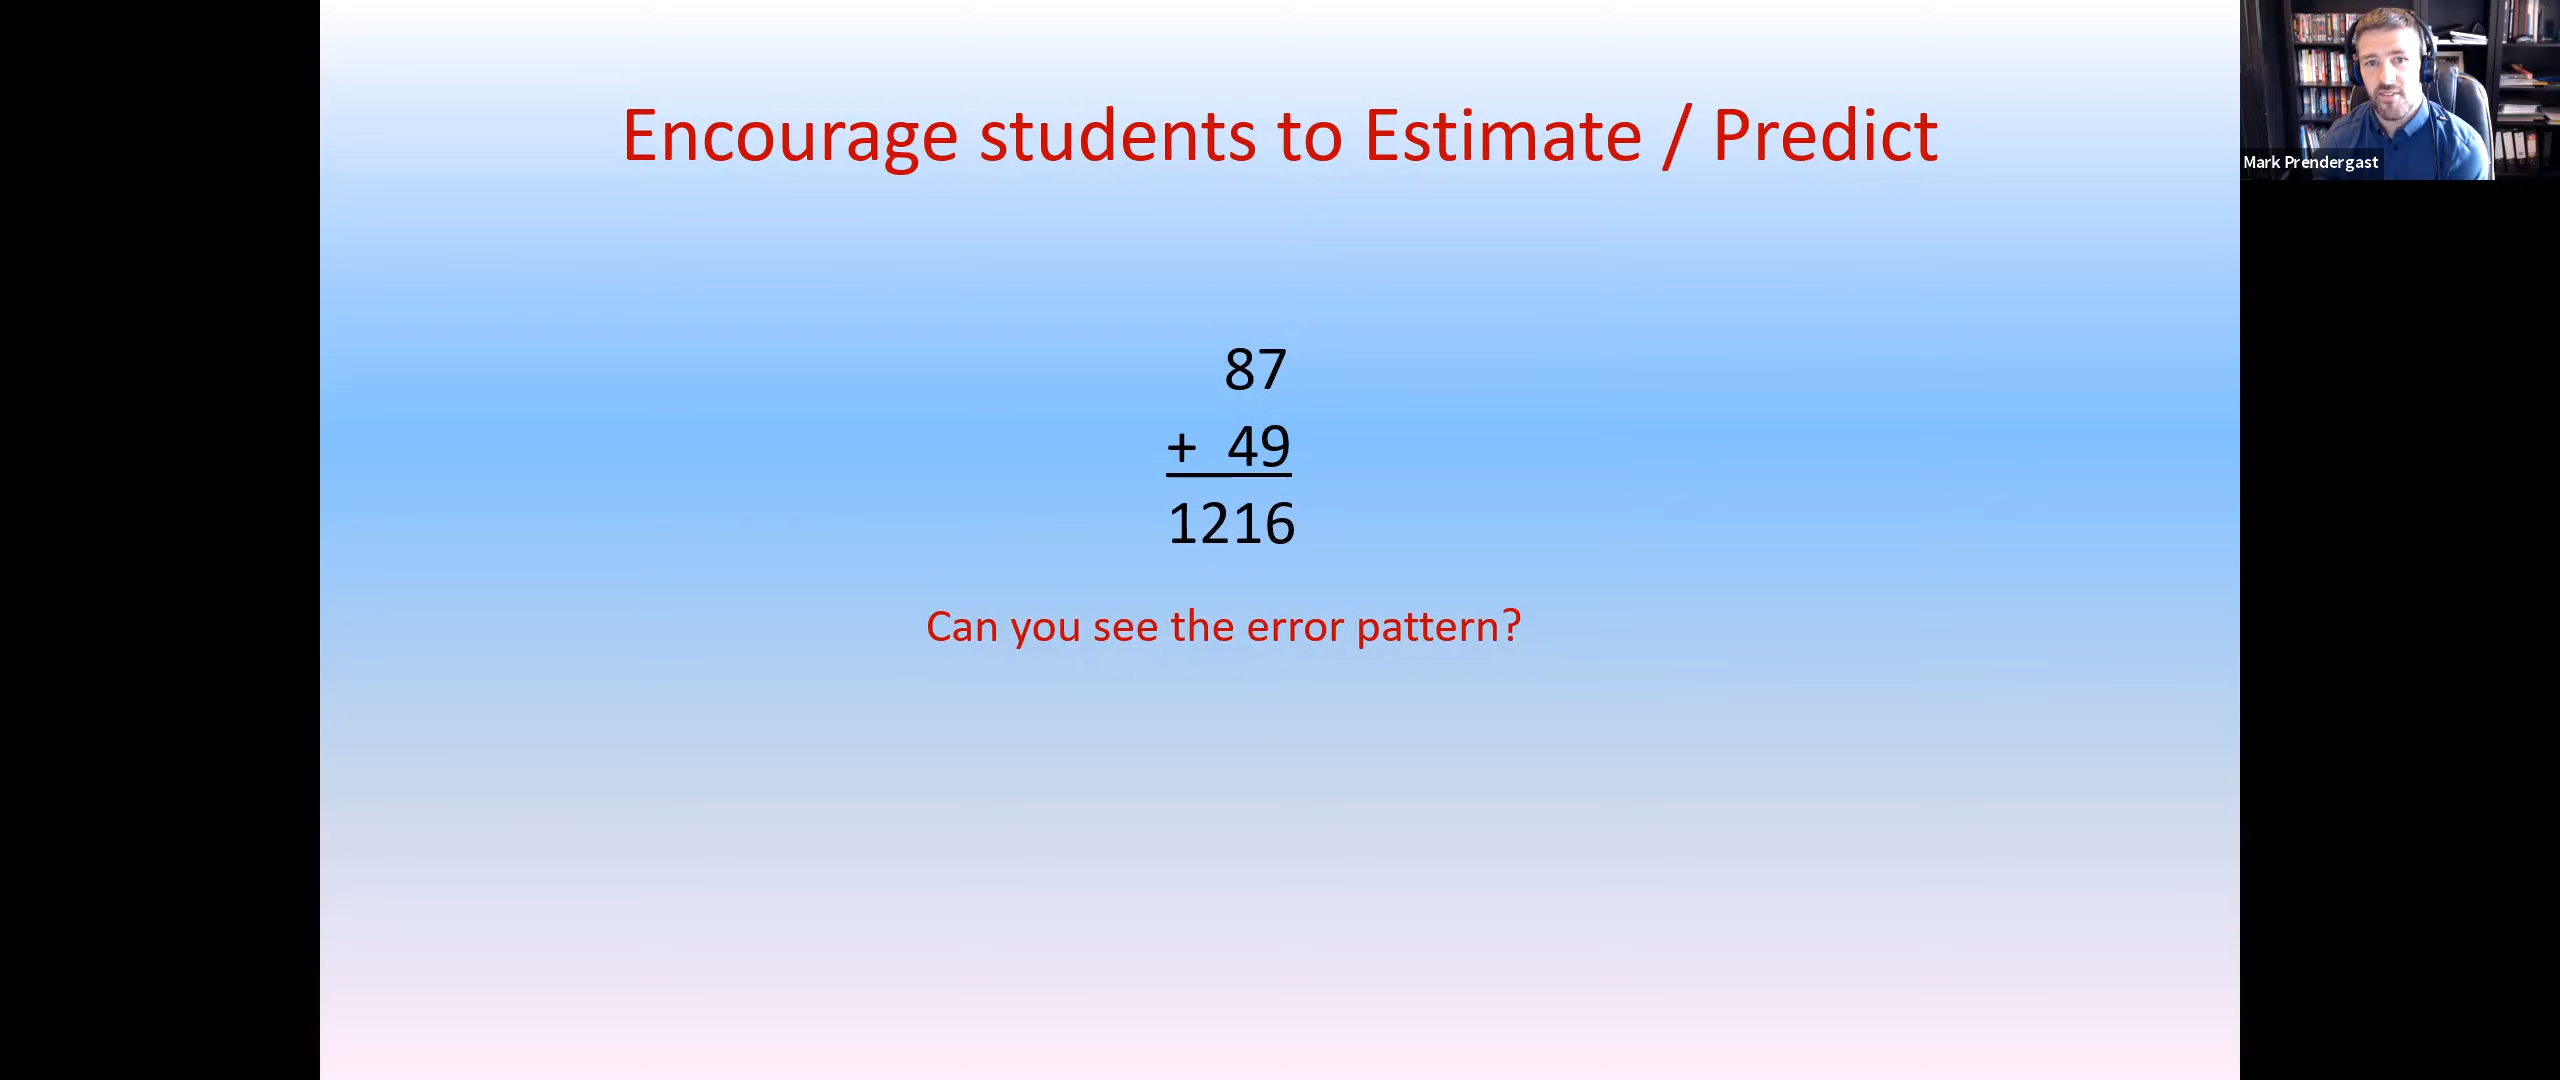 Encourage students to Estimate / Predict
Mark Prendergast
87
+ 49
1216
Can you see the error pattern?